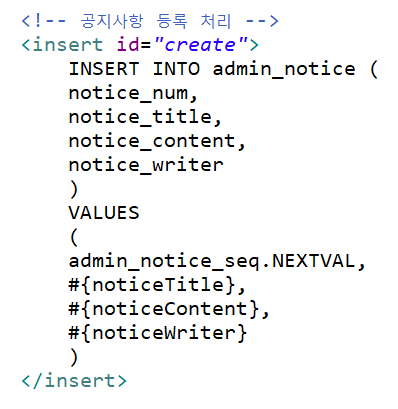 <!-- 공지사항 등록 처리 -->
<insert id="create">
    INSERT INTO admin_notice (
    notice_num,
    notice_title,
    notice_content,
    notice_writer
    )
    VALUES
    (
    admin_notice_seq.NEXTVAL,
    #{noticeTitle},
    #{noticeContent},
    #{noticeWriter}
    )
</insert>